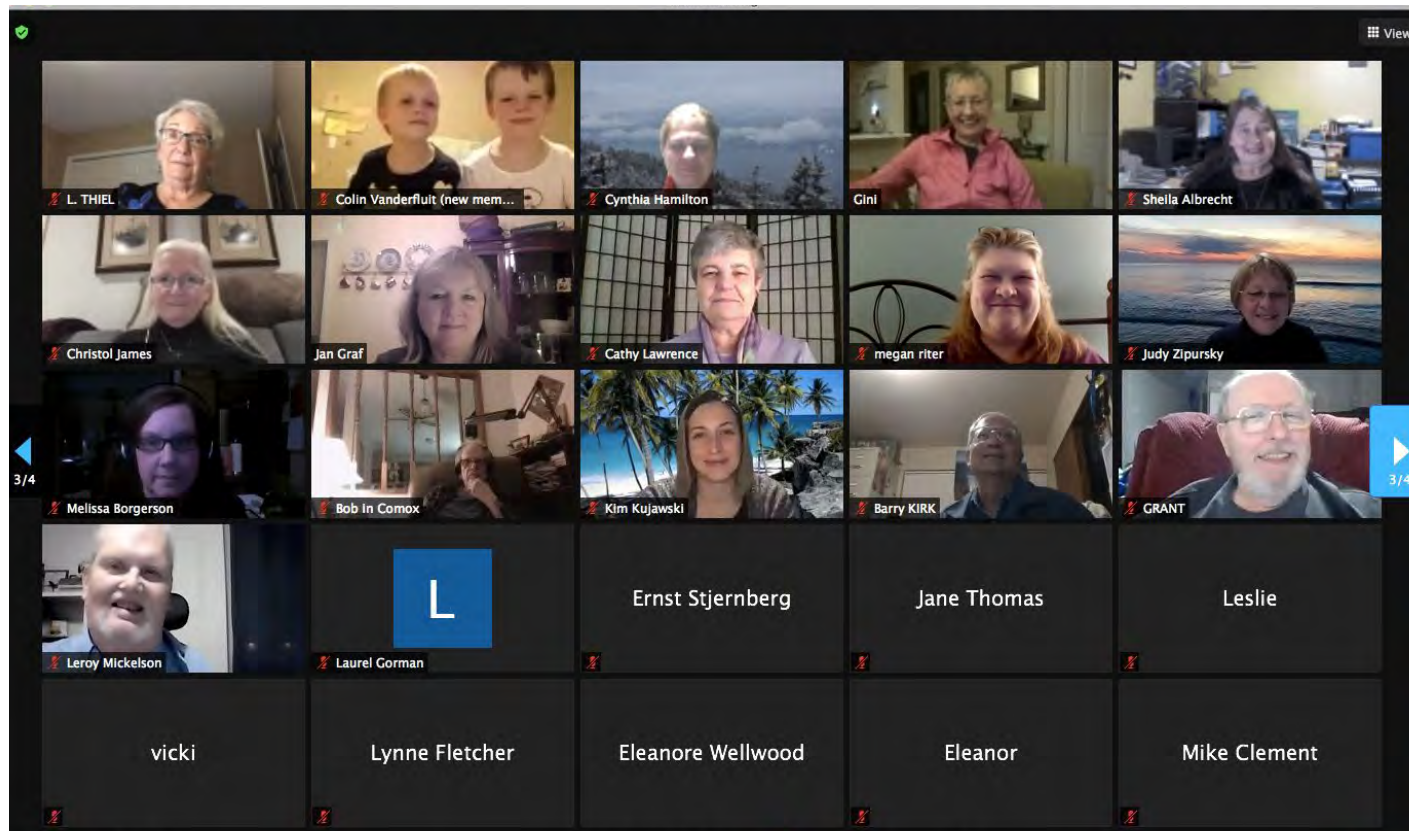 View
L. THIEL
Colin Vanderfluit (new mem...
Cynthia Hamilton
Gini
Sheila Albrecht
Christol James
Jan Graf
Cathy Lawrence
megan riter
Judy Zipursky
3/4
Melissa Borgerson
Bob in Comox
Kim Kujawski
Barry KIRK
GRANT
3/4
Leroy Mickelson
L
Laurel Gorman
Ernst Stjernberg
Jane Thomas
Leslie
vicki
Lynne Fletcher
Eleanore Wellwood
Eleanor
Mike Clement